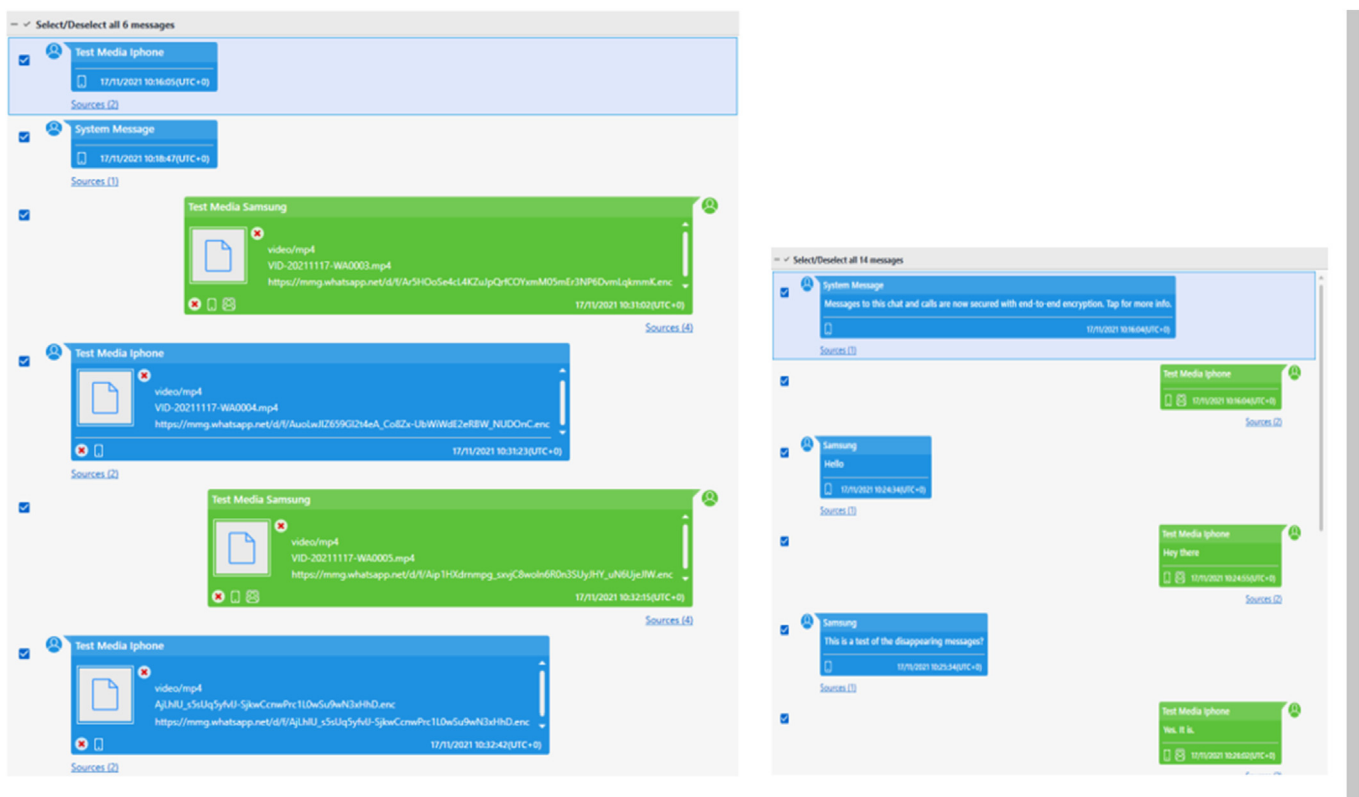 Select/Deselect all 6 messages
Test Media Iphone
17/11/2021 10:16:05(UTC+0)
Sources (2)
System Message
17/11/2021 10:18:47(UTC+0)
Sources (1)
Test Media Samsung
video/mp4
VID-20211117-WA0003.mp4
17/11/2021 10:31:02(UTC+0)
Sources (4)
Test Media Iphone
video/mp4
VID-20211117-WA0004.mp4
17/11/2021 10:31:23(UTC+0)
Sources (2)
Test Media Samsung
video/mp4
VID-20211117-WA0005.mp4
17/11/2021 10:32:15(UTC+0)
Sources (4)
Test Media Iphone
video/mp4
17/11/2021 10:32:42(UTC+0)
Sources (2)
Select/Deselect all 14 messages
System Message
Messages to this chat and calls are now secured with end-to-end encryption. Tap for more info.
17/11/2021 10:16:04(UTC+0)
Sources (1)
Test Media Iphone
17/11/2021 10:16:04(UTC+0)
Sources (2)
Samsung
Hello
17/11/2021 10:24:34(UTC+0)
Sources (1)
Test Media Iphone
Hey there
17/11/2021 10:24:55(UTC+0)
Sources (2)
Samsung
This is a test of the disappearing messages?
17/11/2021 10:25:34(UTC+0)
Sources (1)
Test Media Iphone
Yes. It is.
17/11/2021 10:26:02(UTC+0)